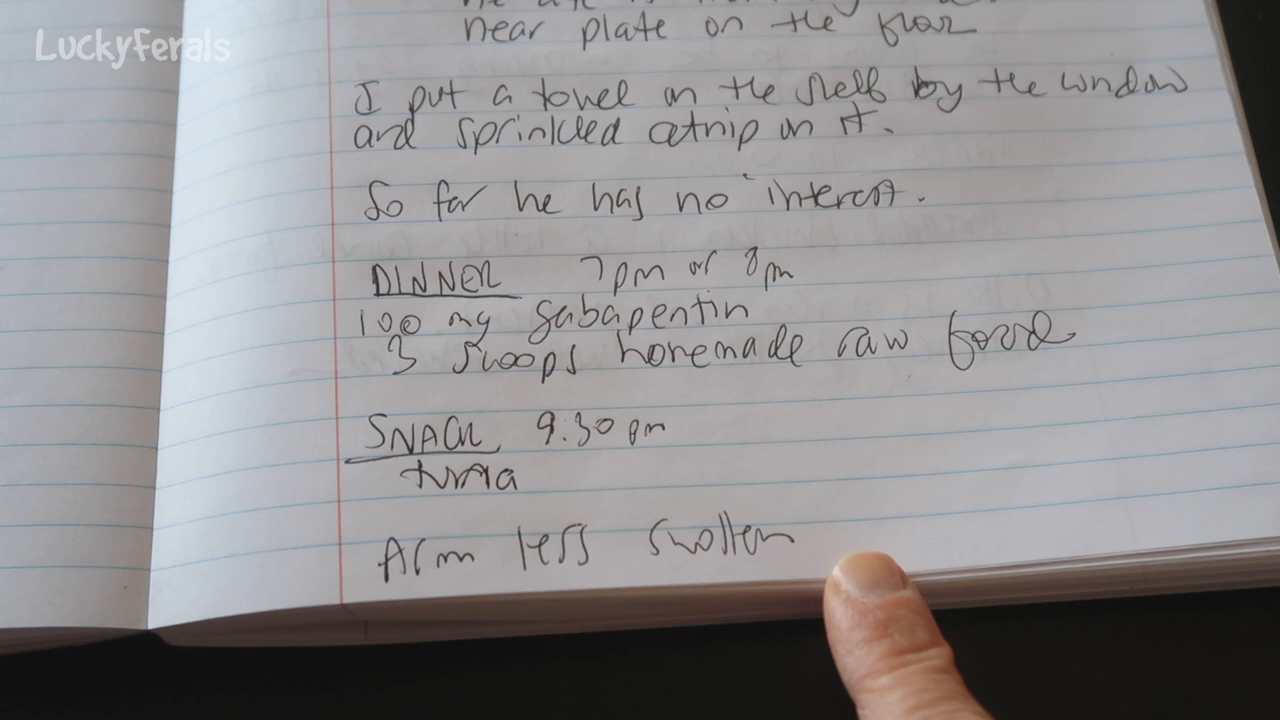 LuckyFerals
near plate on the floor
I put a towel on the shelf by the window
and sprinkled catnip on it.
So far he has no interest.
DINNER 7pm or 8pm
100 mg gabapentin
3 scoops homemade raw food
SNACK 9:30 pm
tuna
Arm less swollen